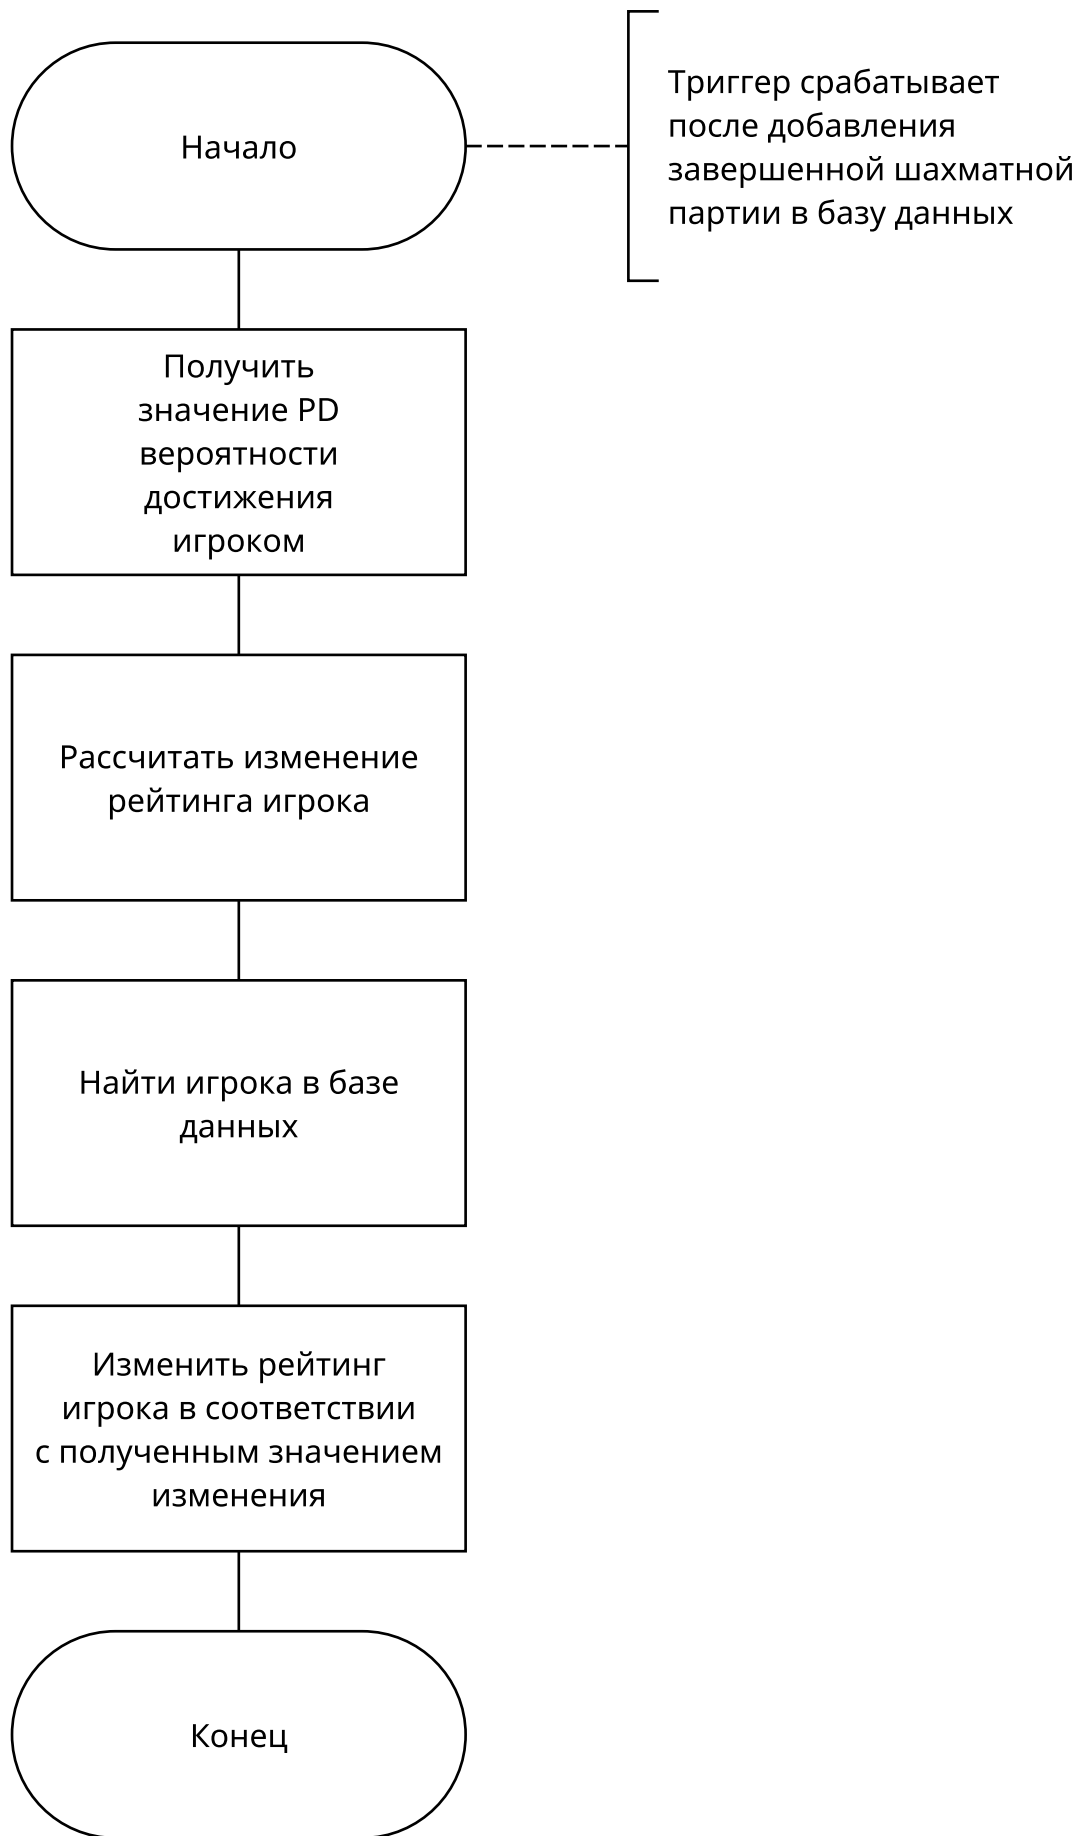 Начало
Триггер срабатывает
после добавления
завершенной шахматной
партии в базу данных
Получить
значение PD
вероятности
достижения
игроком
Рассчитать изменение
рейтинга игрока
Найти игрока в базе
данных
Изменить рейтинг
игрока в соответствии
с полученным значением
изменения
Конец